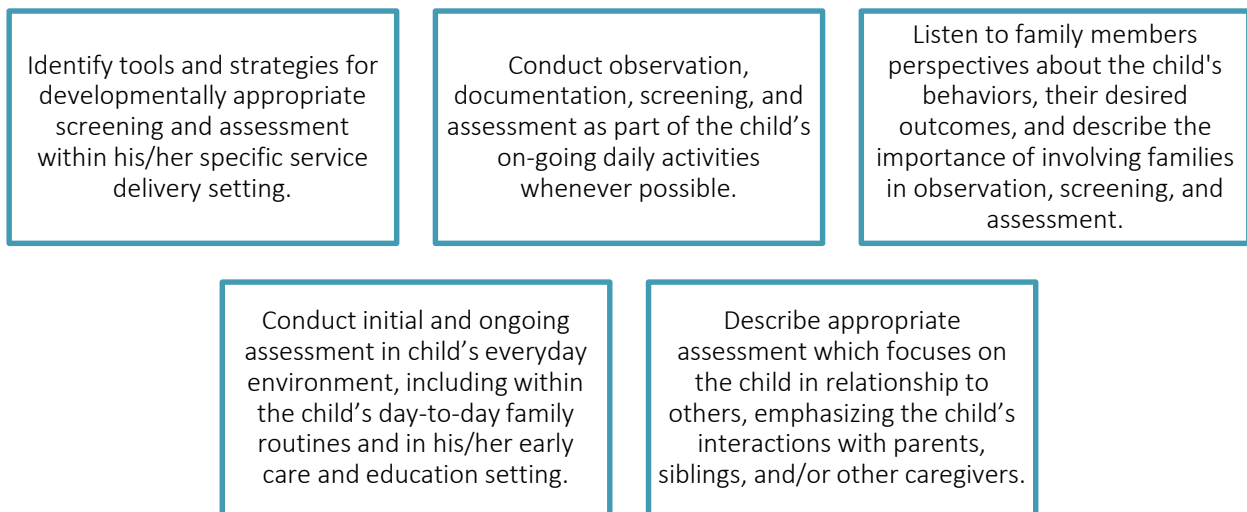 Identify tools and strategies for
developmentally appropriate
screening and assessment
within his/her specific service
delivery setting.
Conduct observation,
documentation, screening, and
assessment as part of the child’s
on-going daily activities
whenever possible.
Listen to family members
perspectives about the child's
behaviors, their desired
outcomes, and describe the
importance of involving families
in observation, screening, and
assessment.
Conduct initial and ongoing
assessment in child’s everyday
environment, including within
the child’s day-to-day family
routines and in his/her early
care and education setting.
Describe appropriate
assessment which focuses on
the child in relationship to
others, emphasizing the child’s
interactions with parents,
siblings, and/or other caregivers.